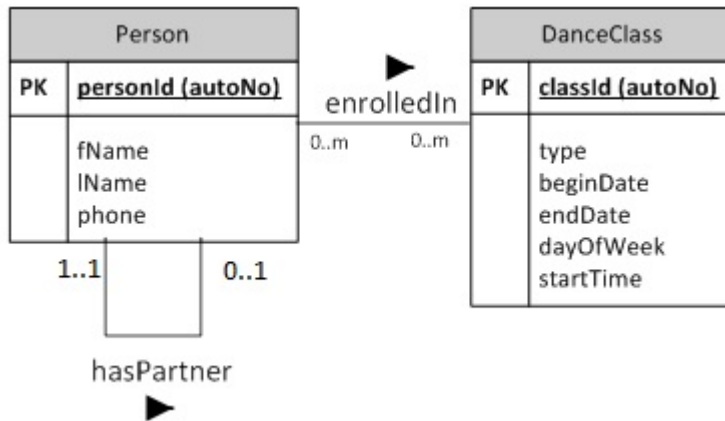 Person
PK personId (autoNo)
fName
lName
phone
enrolledIn
0..m 0..m
DanceClass
PK classId (autoNo)
type
beginDate
endDate
dayOfWeek
startTime
1..1 0..1
hasPartner